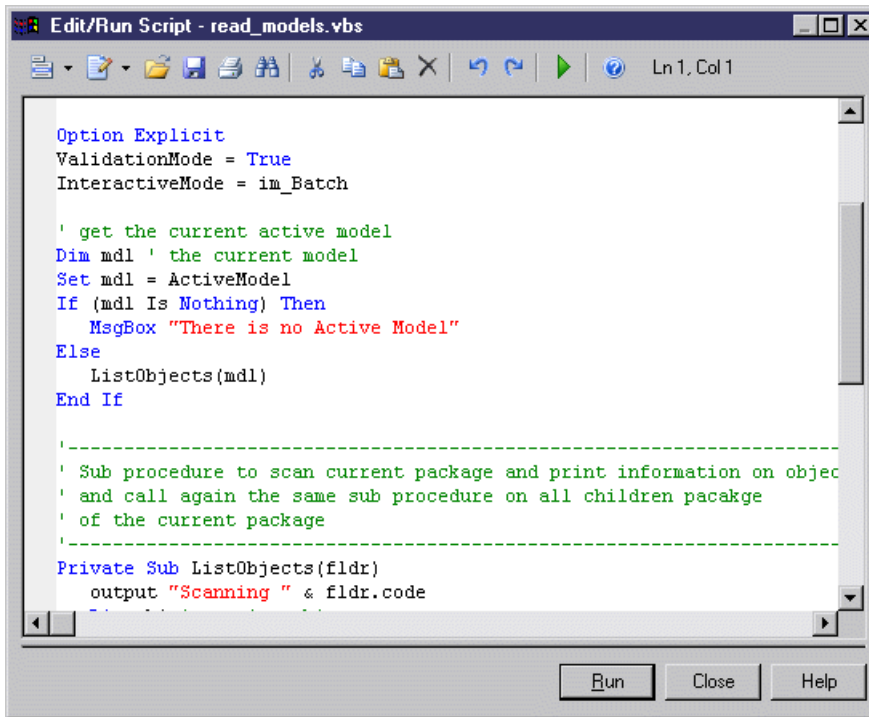 Edit/Run Script - read_models.vbs
Ln 1, Col 1
Option Explicit
ValidationMode = True
InteractiveMode = im_Batch
' get the current active model
Dim mdl ' the current model
Set mdl = ActiveModel
If (mdl Is Nothing) Then
MsgBox "There is no Active Model"
Else
ListObjects(mdl)
End If
'-----------------------------------------------------------------------
' Sub procedure to scan current package and print information on objec
' and call again the same sub procedure on all children pacakge
' of the current package
'-----------------------------------------------------------------------
Private Sub ListObjects(fldr)
output "Scanning " & fldr.code
Run Close Help